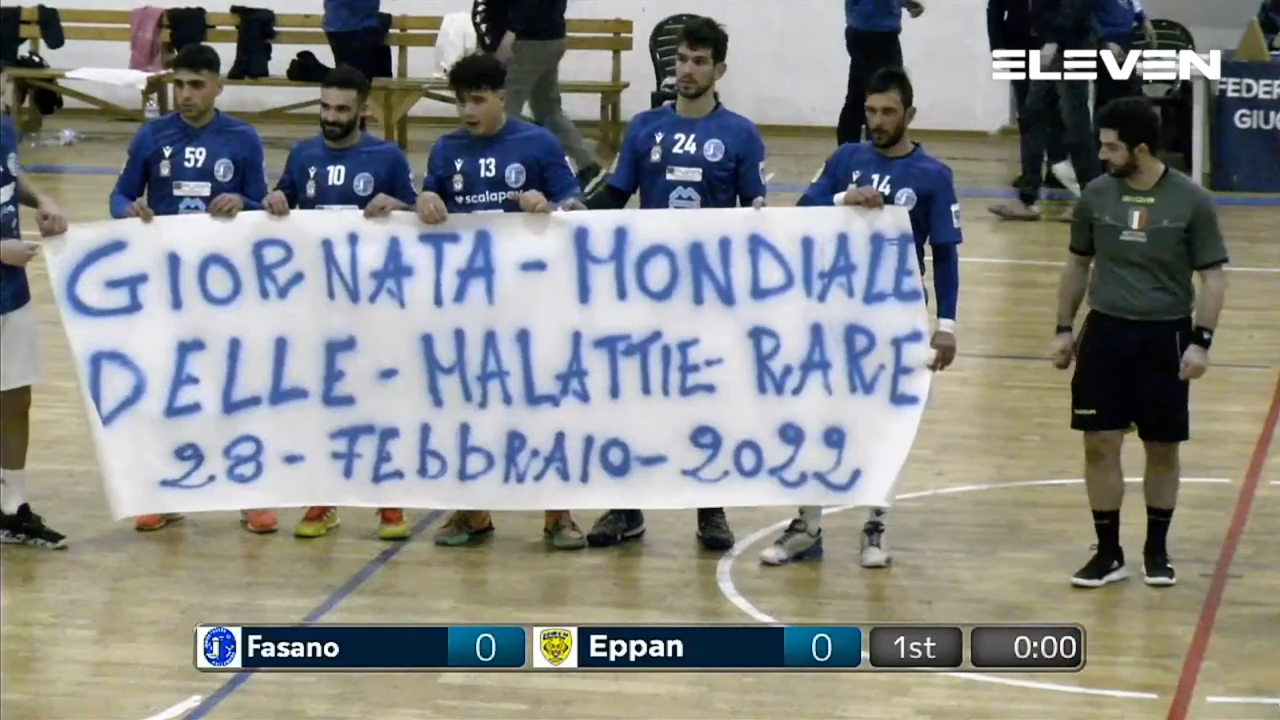 ELEVEN
FEDER
GIUO
59
10
13
24
14
scalapay
GIORNATA - MONDIALE
DELLE - MALATTIE - RARE
28 - FEbbRAIO - 2022
Fasano 0 Eppan 0 1st 0:00